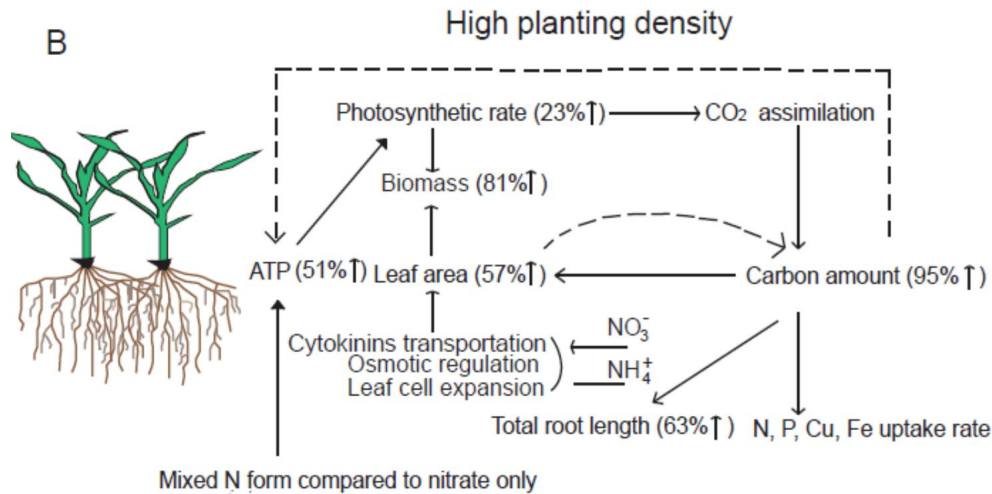 B
High planting density
Photosynthetic rate (23%↑)
CO₂ assimilation
Biomass (81%↑)
ATP (51%↑)
Leaf area (57%↑)
Carbon amount (95%↑)
Cytokinins transportation
Osmotic regulation
Leaf cell expansion
NO₃⁻
NH₄⁺
Total root length (63%↑)
N, P, Cu, Fe uptake rate
Mixed N form compared to nitrate only